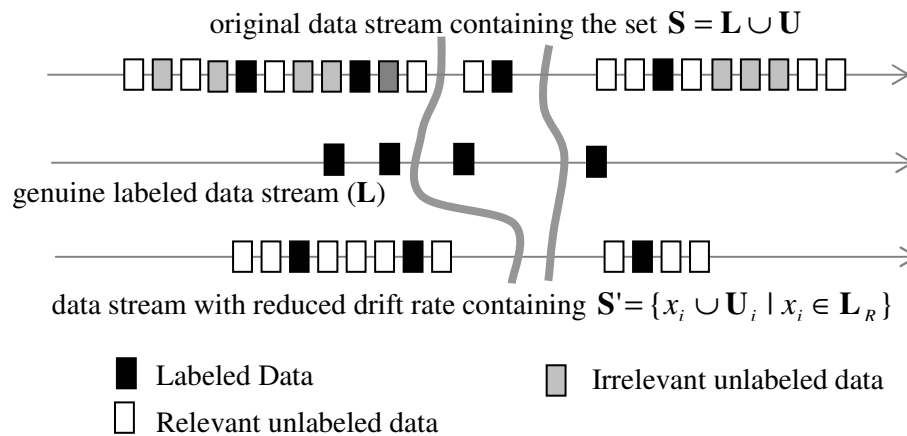 original data stream containing the set S = L ∪ U
genuine labeled data stream (L)
data stream with reduced drift rate containing S' = { x_i ∪ U_i | x_i ∈ L_R }
Labeled Data
Irrelevant unlabeled data
Relevant unlabeled data